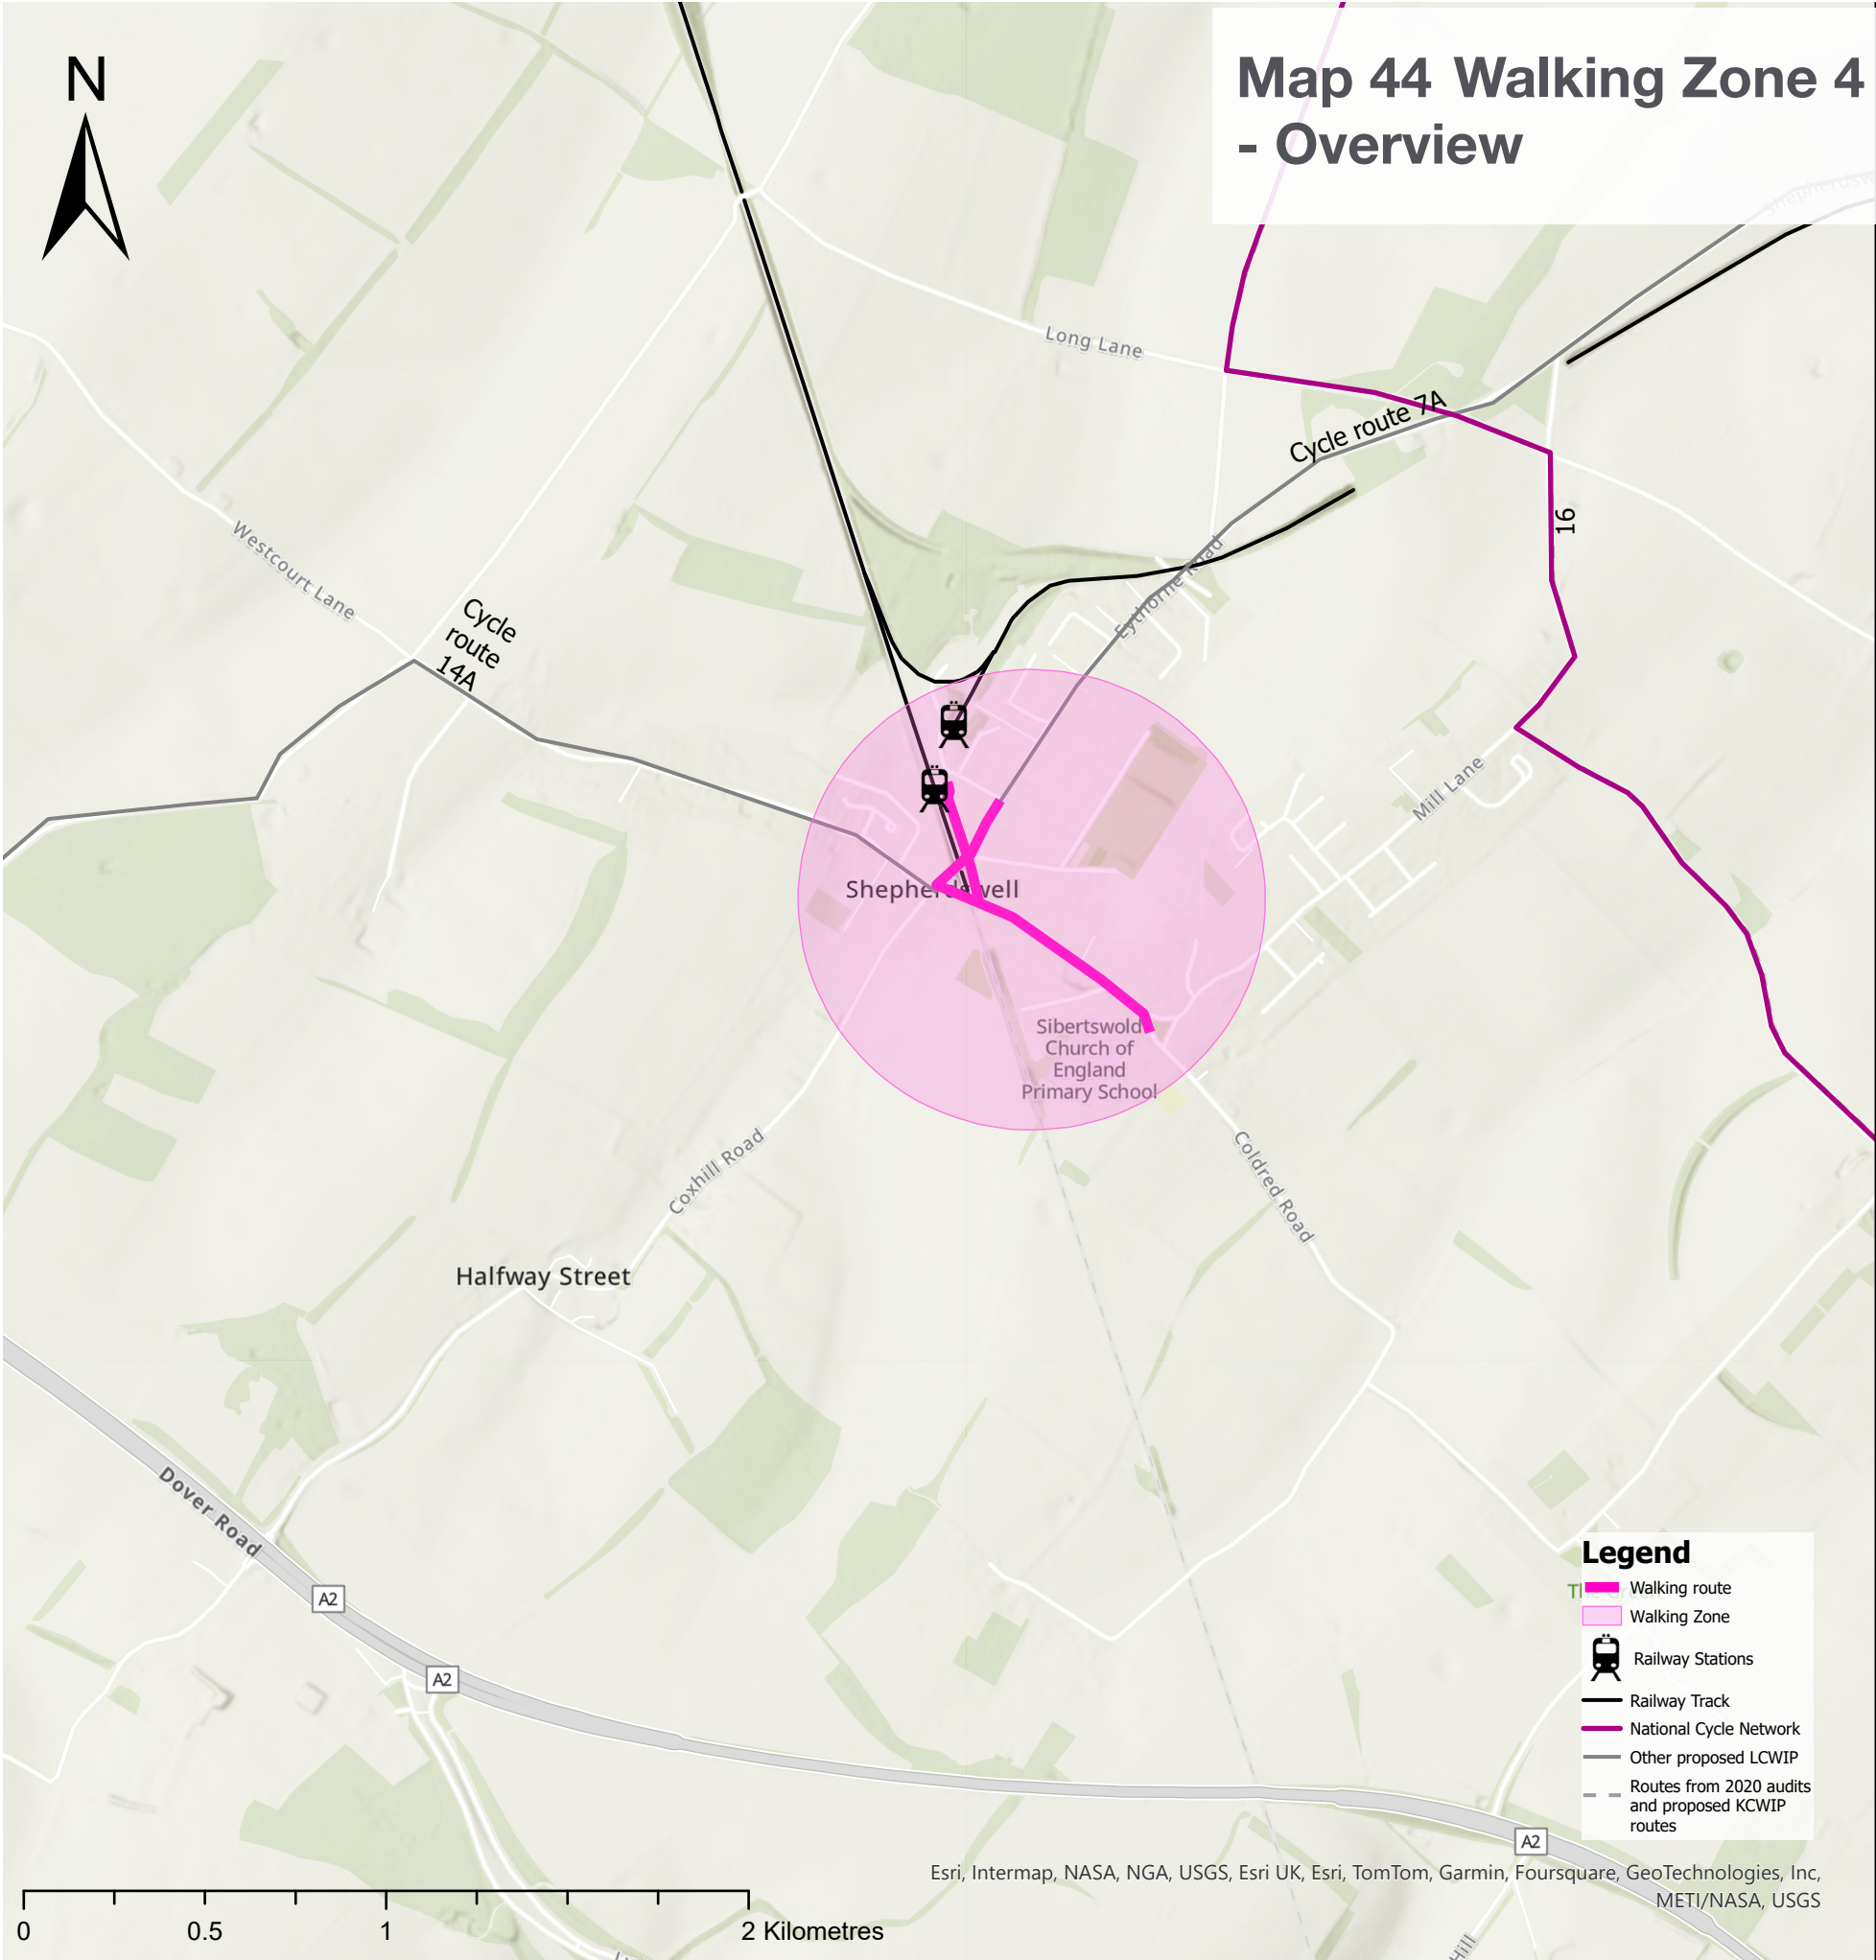 N
Map 44 Walking Zone 4
- Overview
Long Lane
Cycle route 7A
16
Eythorne Road
Westcourt Lane
Cycle
route
14A
Mill Lane
Shepherdswell
Sibertswold
Church of
England
Primary School
Coxhill Road
Coldred Road
Halfway Street
Dover Road
A2
A2
A2
Legend
Walking route
Walking Zone
Railway Stations
Railway Track
National Cycle Network
Other proposed LCWIP
Routes from 2020 audits
and proposed KCWIP
routes
Esri, Intermap, NASA, NGA, USGS, Esri UK, Esri, TomTom, Garmin, Foursquare, GeoTechnologies, Inc,
METI/NASA, USGS
0 0.5 1 2 Kilometres